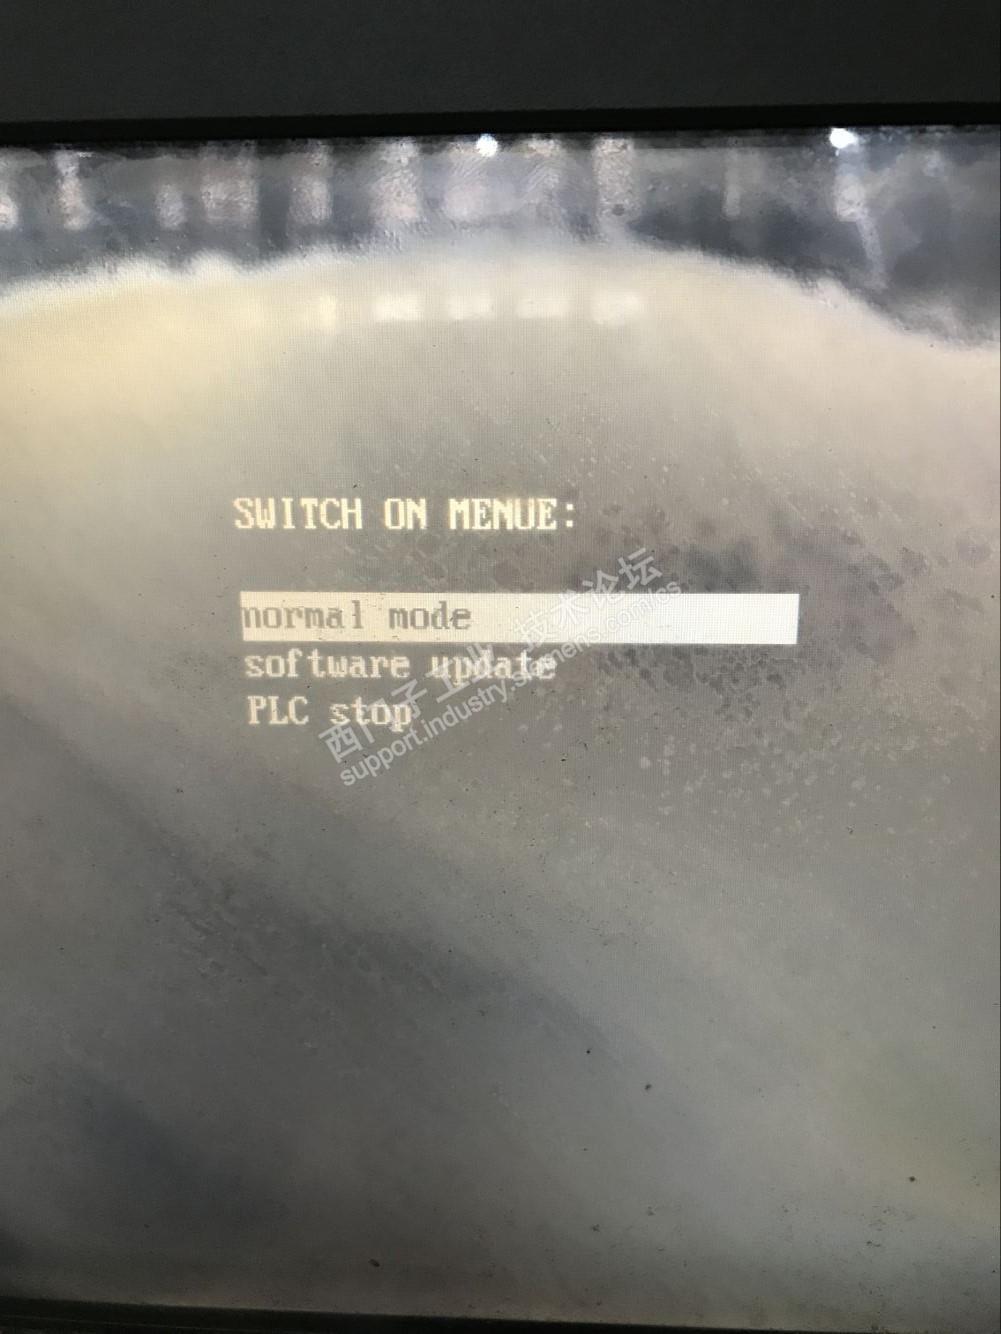 SWITCH ON MENUE:
normal mode
software update
PLC stop
西门子工业技术论坛
support.industry.siemens.com/cs